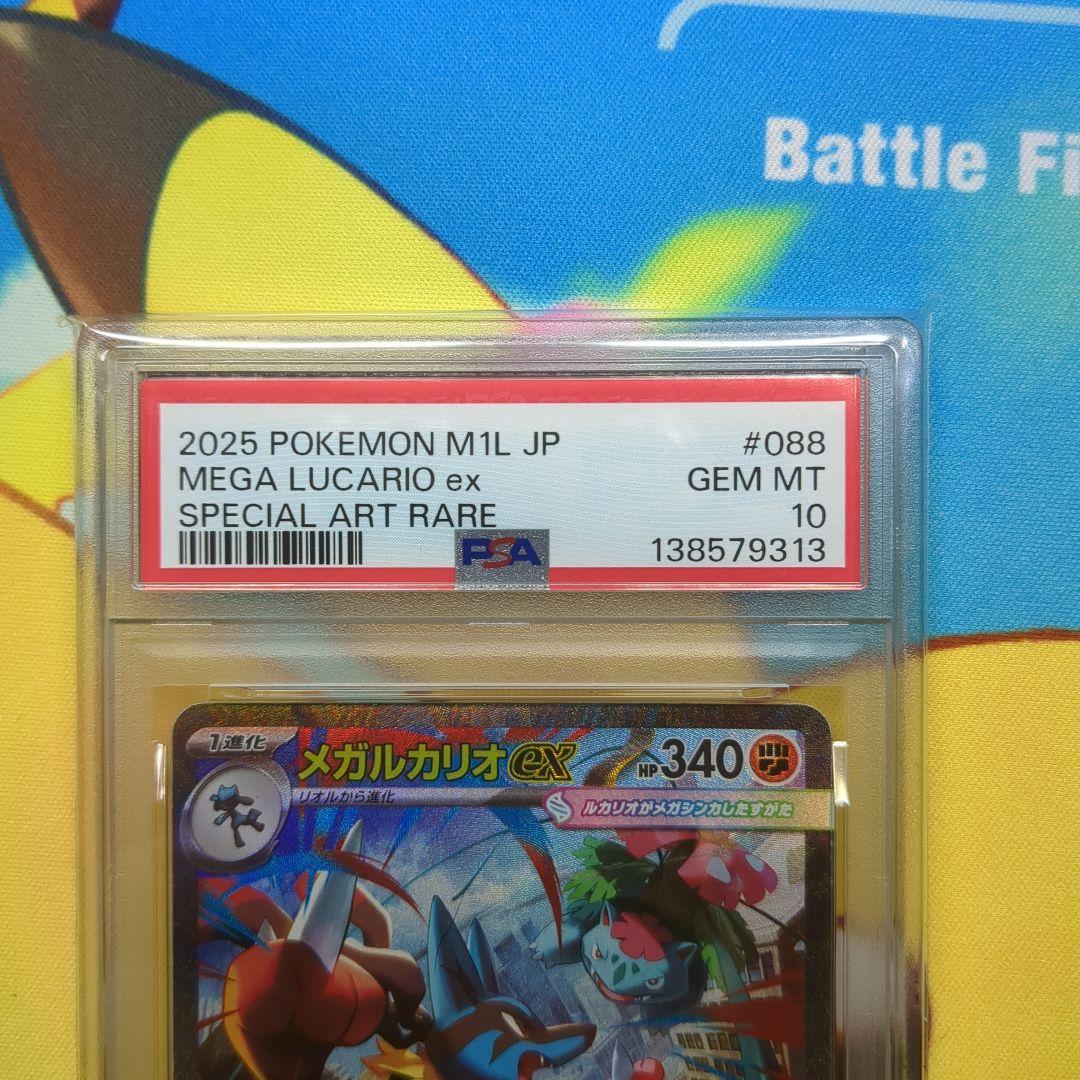 Battle Fi
2025 POKEMON M1L JP #088
MEGA LUCARIO ex GEM MT
SPECIAL ART RARE 10
PSA 138579313
1進化 メガルカリオex HP 340
リオルから進化
ルカリオがメガシンカしたすがた